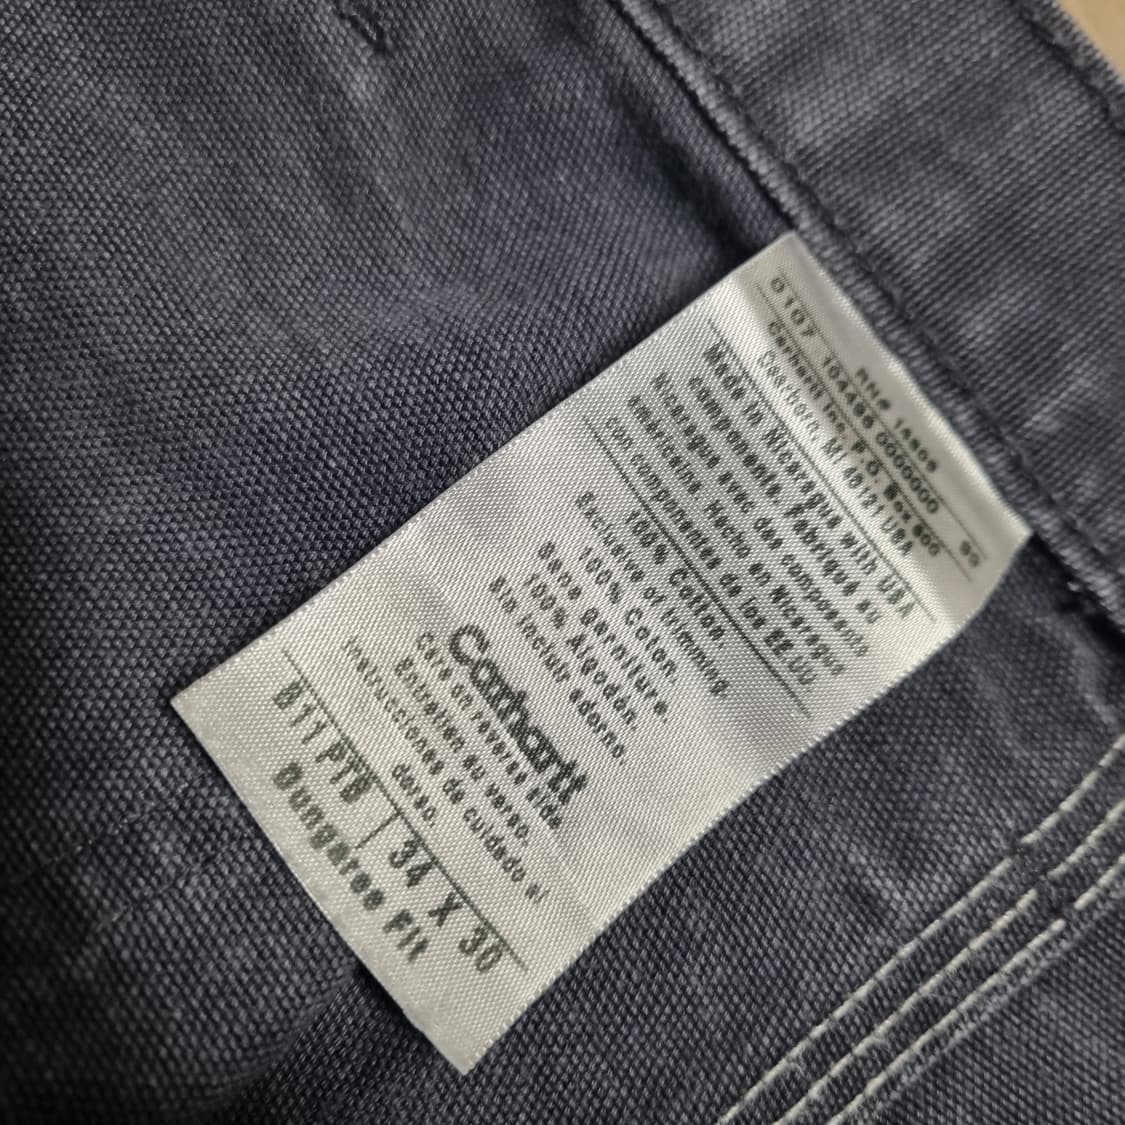 RN# 14806
0107 104486 0000000 95
Carhartt Inc. P.O. Box 600
Dearborn, MI 48121 USA
Made in Nicaragua with USA
components. Fabriqué au
Nicaragua avec des composants
américains. Hecho en Nicaragua
con componentes de los EE.UU.
100% Cotton.
Exclusive of trimming.
100% Coton.
Sans garniture.
100% Algodón.
Sin incluir adorno.
Carhartt
Care on reverse side.
Entretien au verso.
Instrucciones de cuidado al
dorso.
B11 PTB | 34 X 30
Dungaree Fit